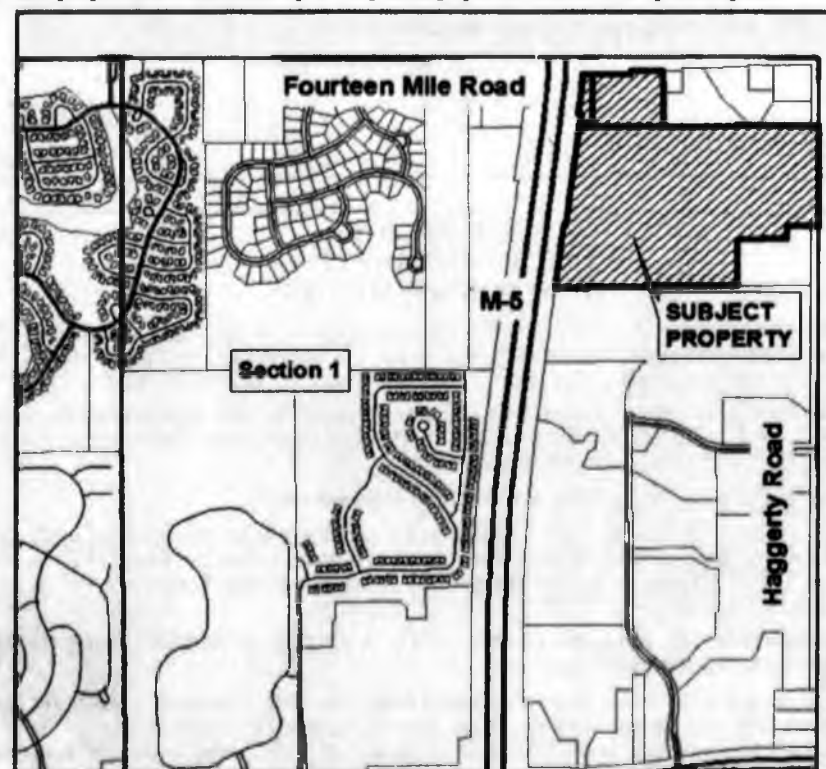 Fourteen Mile Road
M-5
SUBJECT
PROPERTY
Section 1
Haggerty Road